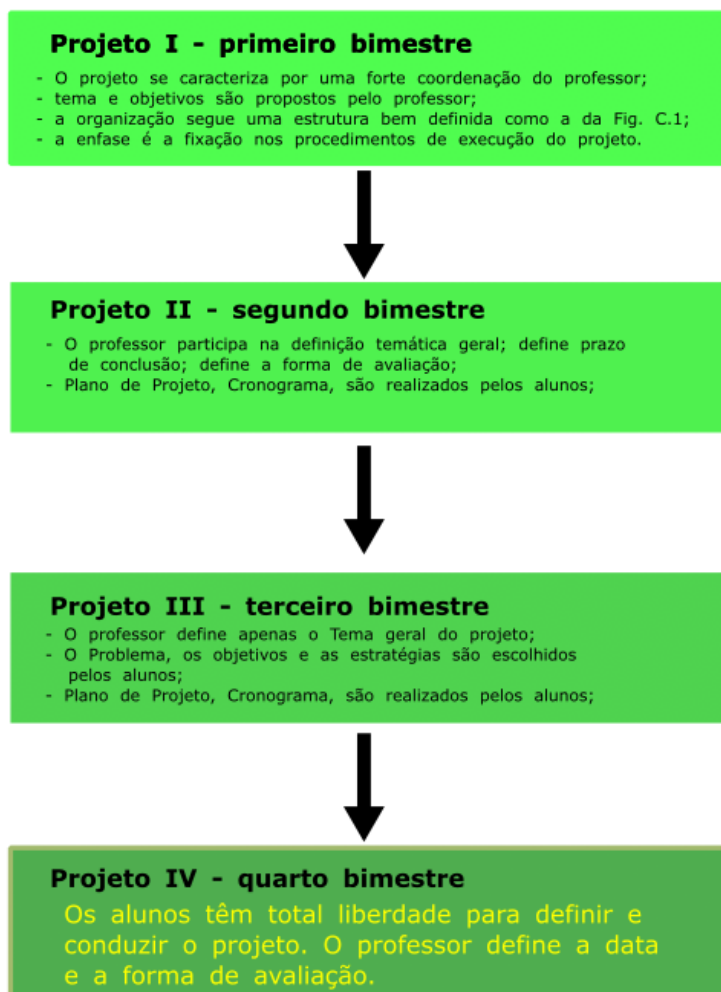 Projeto I - primeiro bimestre
- O projeto se caracteriza por uma forte coordenação do professor;
- tema e objetivos são propostos pelo professor;
- a organização segue uma estrutura bem definida como a da Fig. C.1;
- a enfase é a fixação nos procedimentos de execução do projeto.
Projeto II - segundo bimestre
- O professor participa na definição temática geral; define prazo
de conclusão; define a forma de avaliação;
- Plano de Projeto, Cronograma, são realizados pelos alunos;
Projeto III - terceiro bimestre
- O professor define apenas o Tema geral do projeto;
- O Problema, os objetivos e as estratégias são escolhidos
pelos alunos;
- Plano de Projeto, Cronograma, são realizados pelos alunos;
Projeto IV - quarto bimestre
Os alunos têm total liberdade para definir e
conduzir o projeto. O professor define a data
e a forma de avaliação.